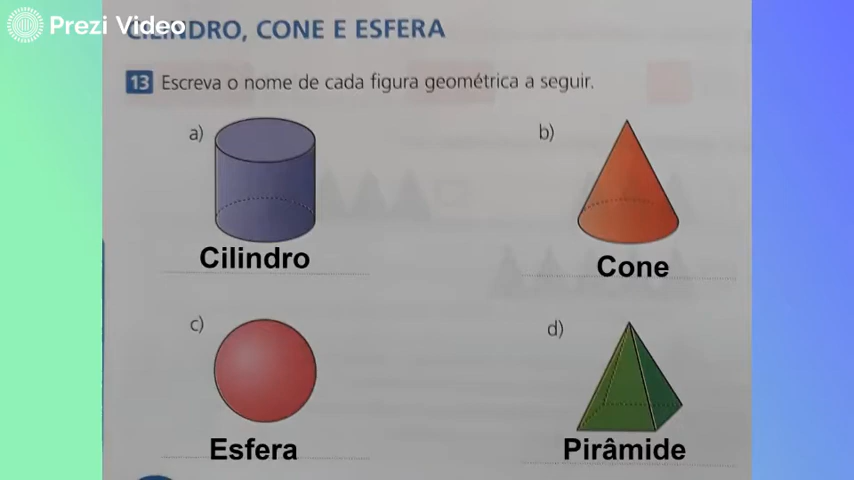 Prezi Video
CILINDRO, CONE E ESFERA
13 Escreva o nome de cada figura geométrica a seguir.
a)
b)
Cilindro
Cone
c)
d)
Esfera
Pirâmide